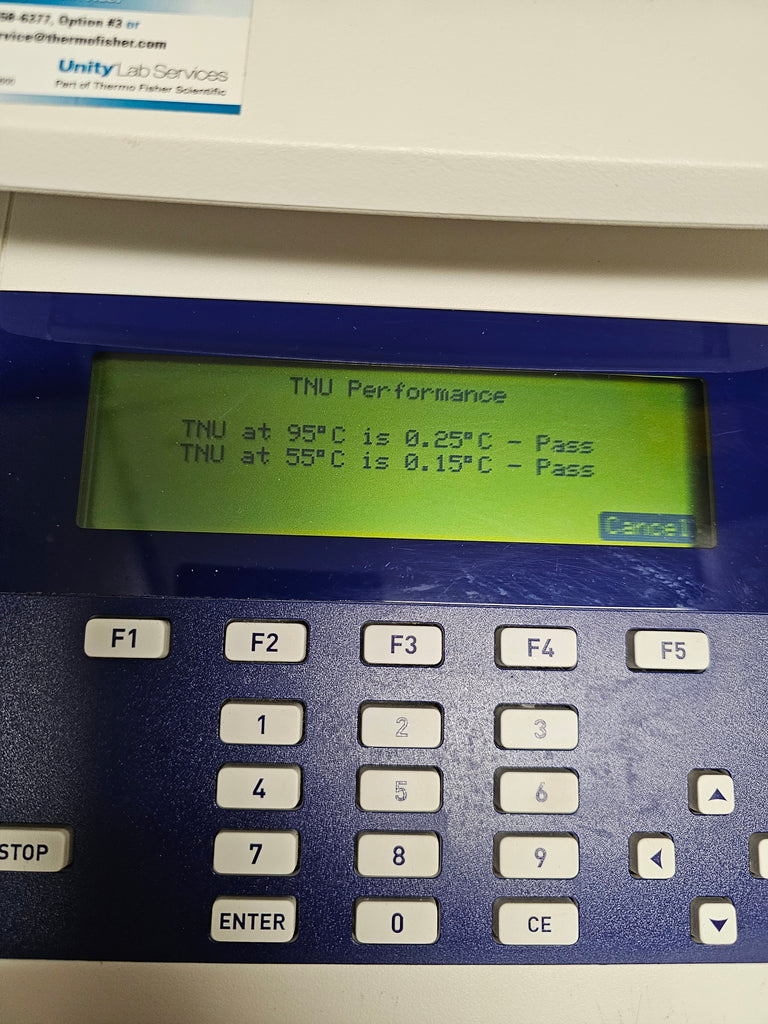 98-6377, Option #3 or
rvice@thermofisher.com
Unity Lab Services
Part of Thermo Fisher Scientific
TNU Performance
TNU at 95°C is 0.25°C - Pass
TNU at 55°C is 0.15°C - Pass
Cancel
F1 F2 F3 F4 F5
1 2 3
4 5 6
STOP 7 8 9
ENTER 0 CE